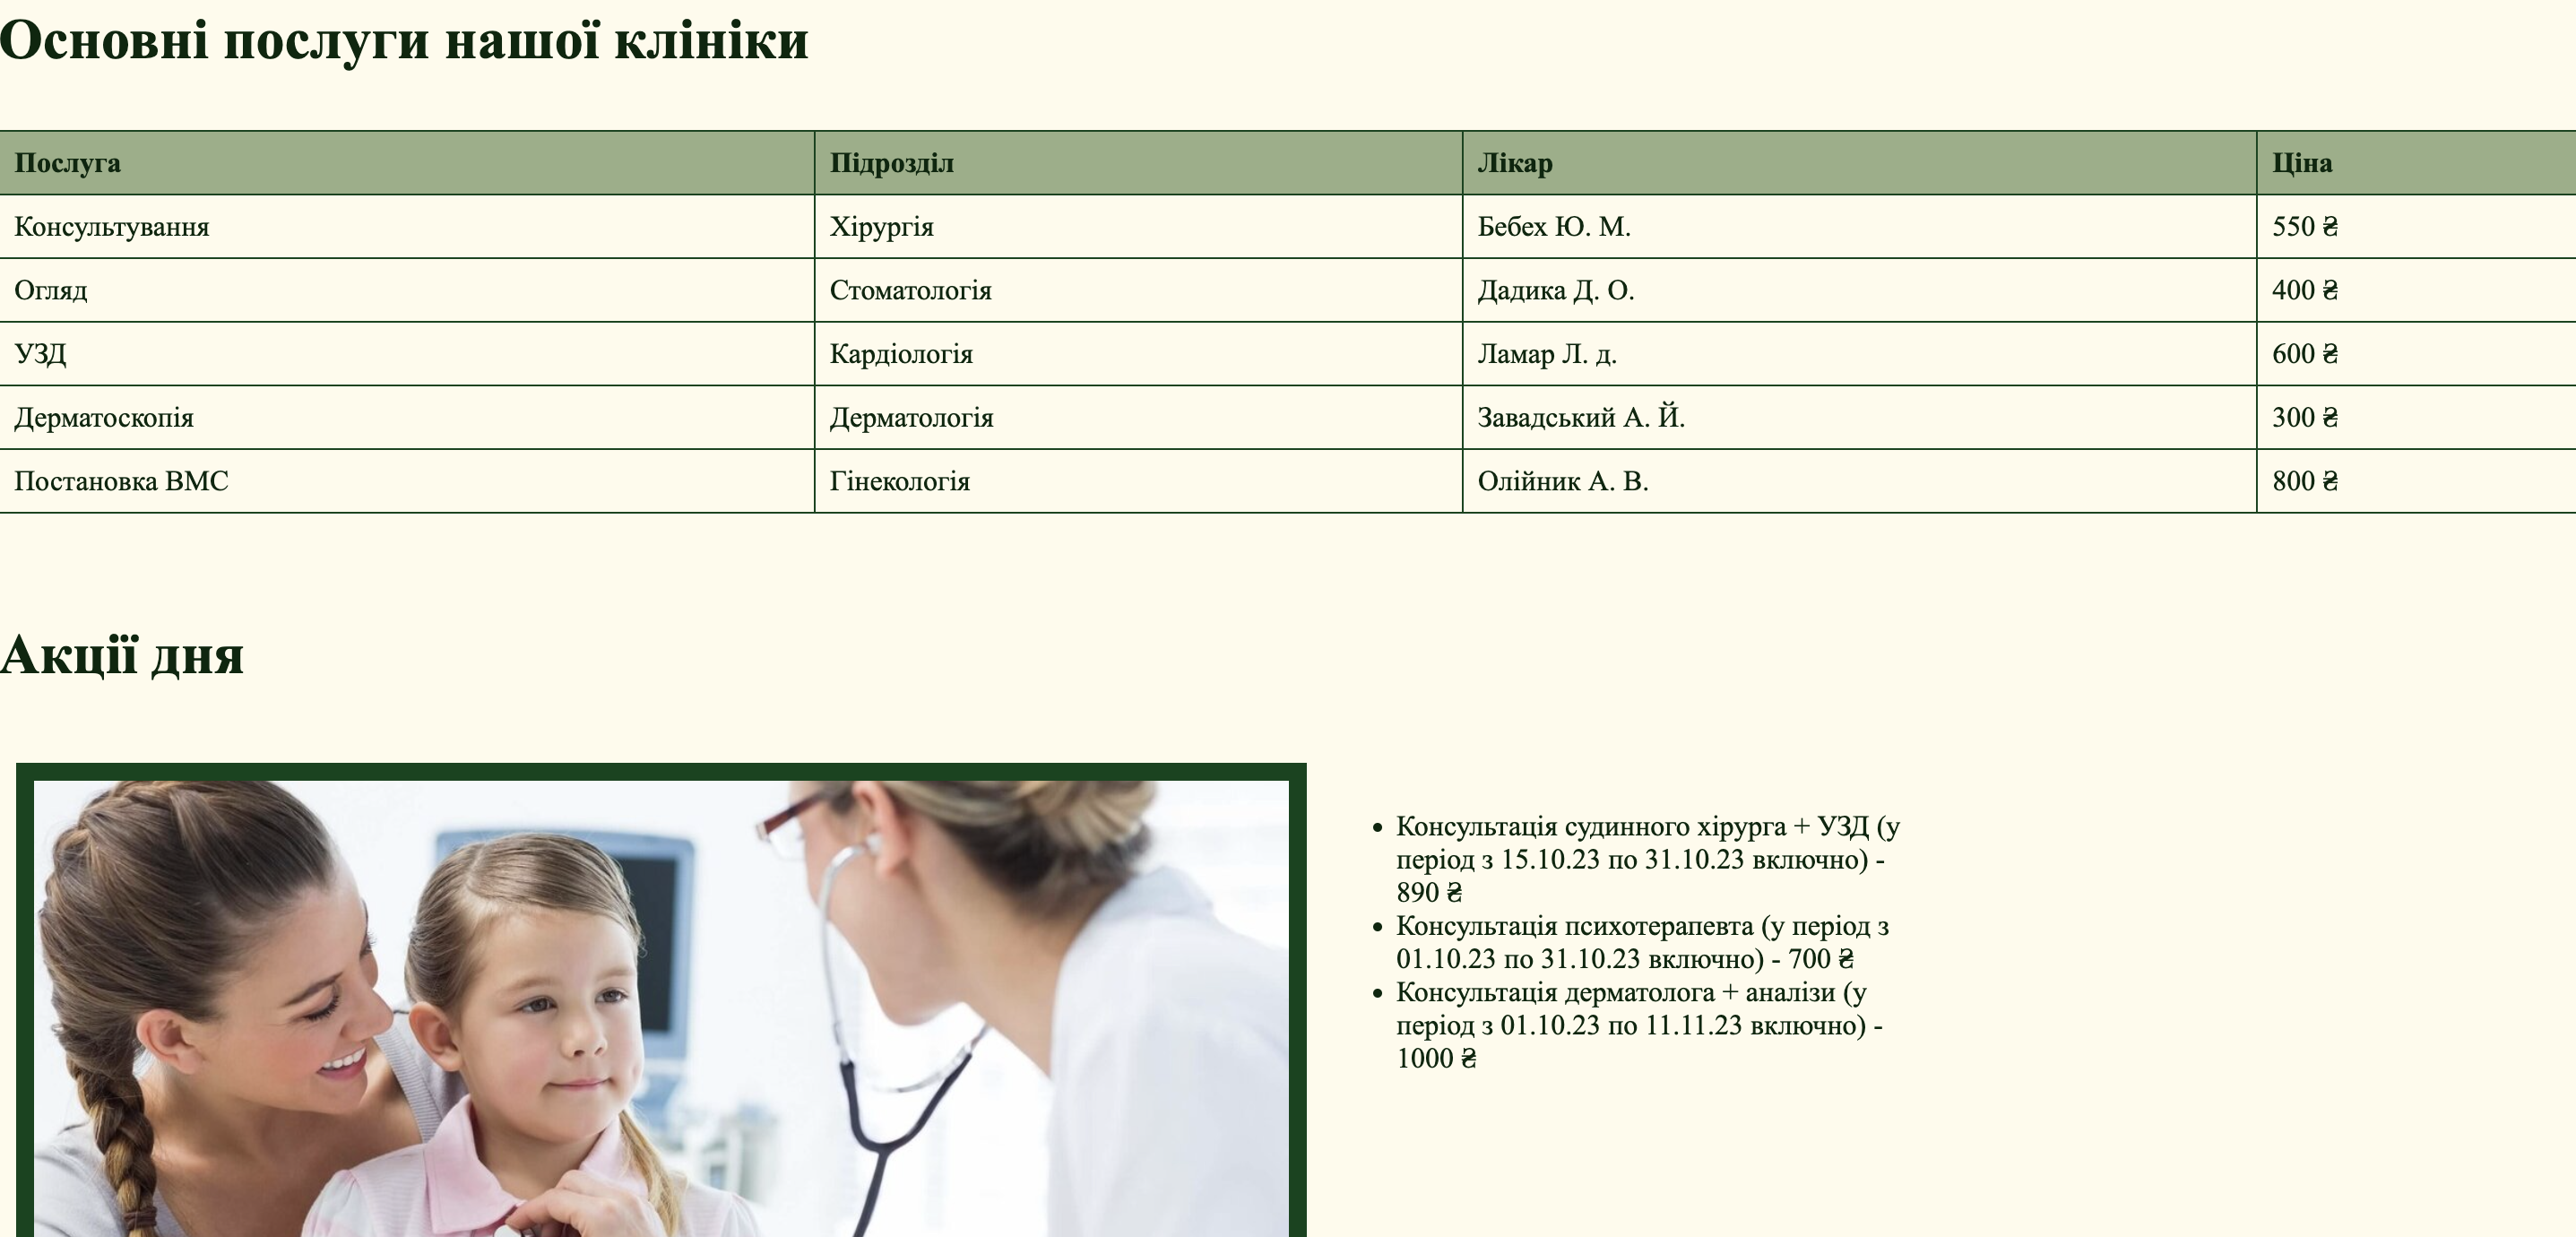 Основні послуги нашої клініки
Послуга Підрозділ Лікар Ціна
Консультування Хірургія Бебех Ю. М. 550 ₴
Огляд Стоматологія Дадика Д. О. 400 ₴
УЗД Кардіологія Ламар Л. д. 600 ₴
Дерматоскопія Дерматологія Завадський А. Й. 300 ₴
Постановка ВМС Гінекологія Олійник А. В. 800 ₴
Акції дня
• Консультація судинного хірурга + УЗД (у
період з 15.10.23 по 31.10.23 включно) -
890 ₴
• Консультація психотерапевта (у період з
01.10.23 по 31.10.23 включно) - 700 ₴
• Консультація дерматолога + аналізи (у
період з 01.10.23 по 11.11.23 включно) -
1000 ₴